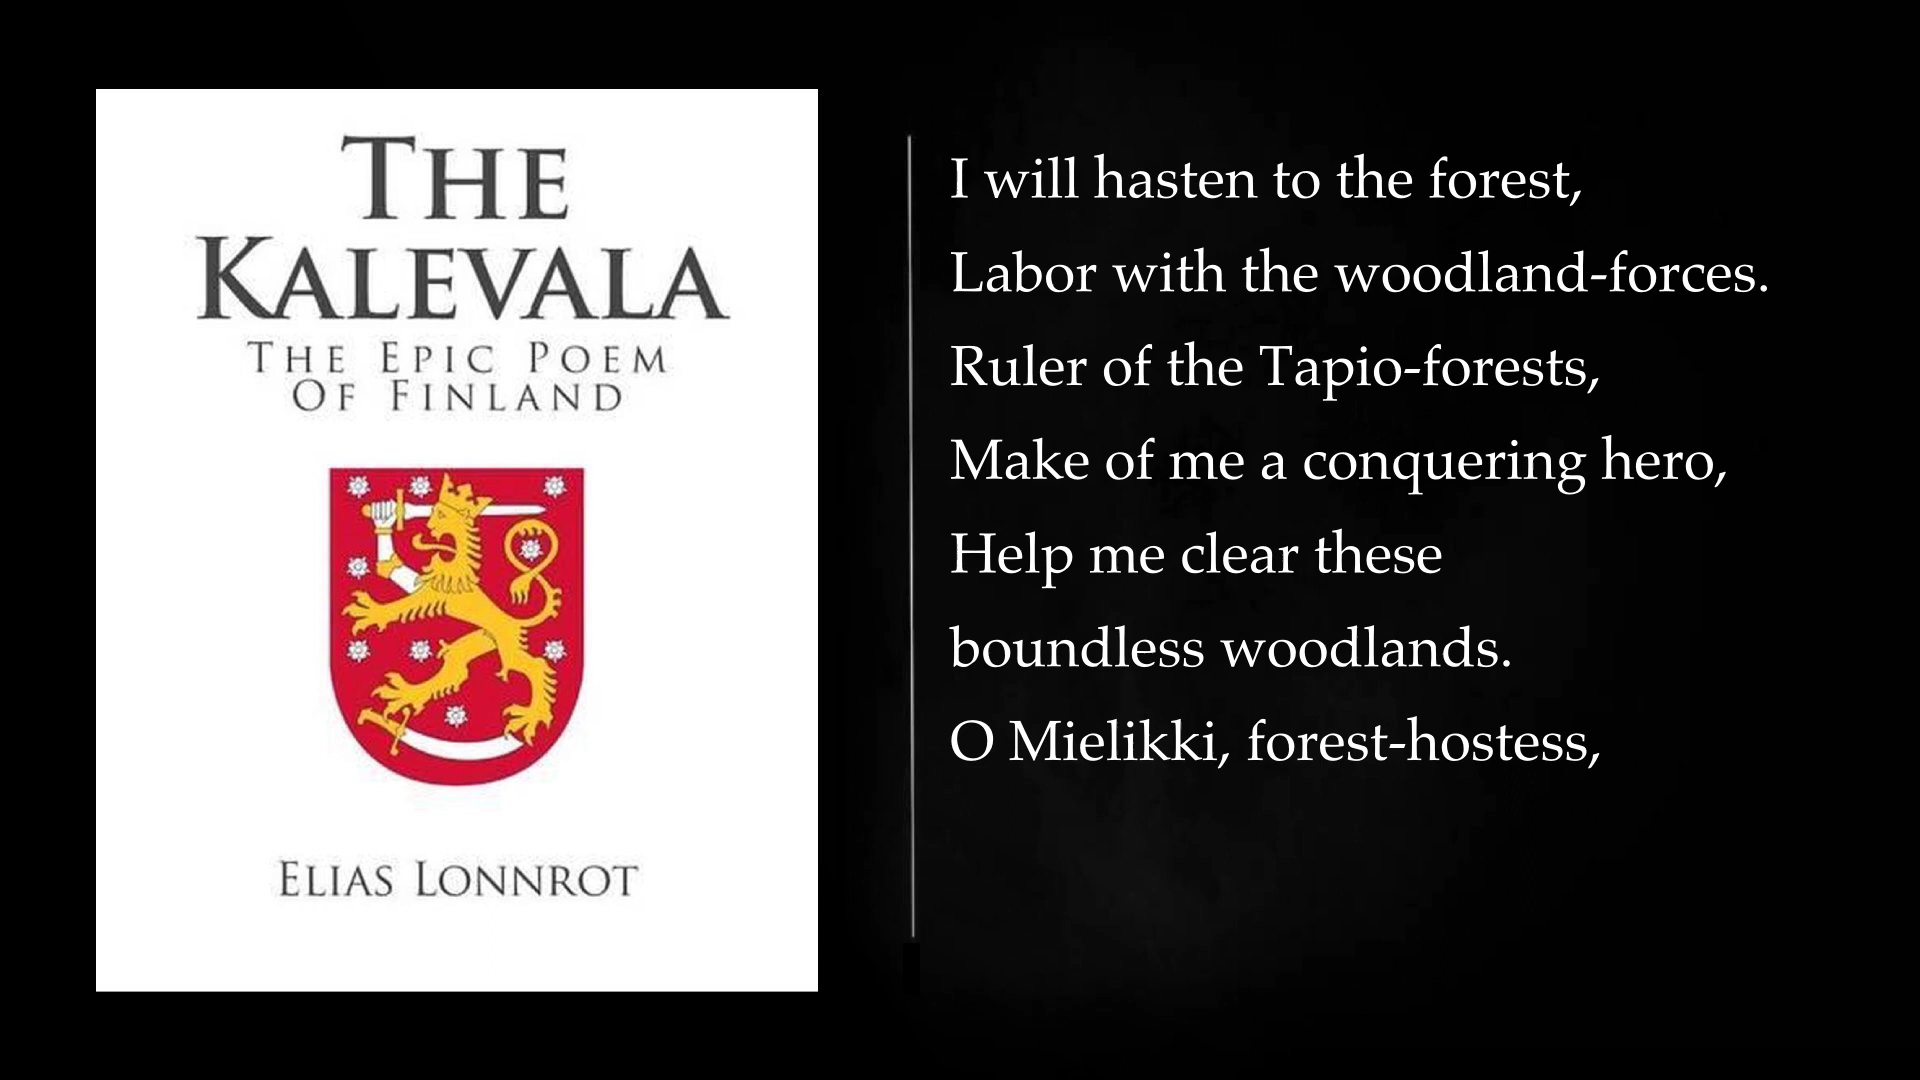 THE
KALEVALA
THE EPIC POEM
OF FINLAND
ELIAS LONNROT
I will hasten to the forest,
Labor with the woodland-forces.
Ruler of the Tapio-forests,
Make of me a conquering hero,
Help me clear these
boundless woodlands.
O Mielikki, forest-hostess,